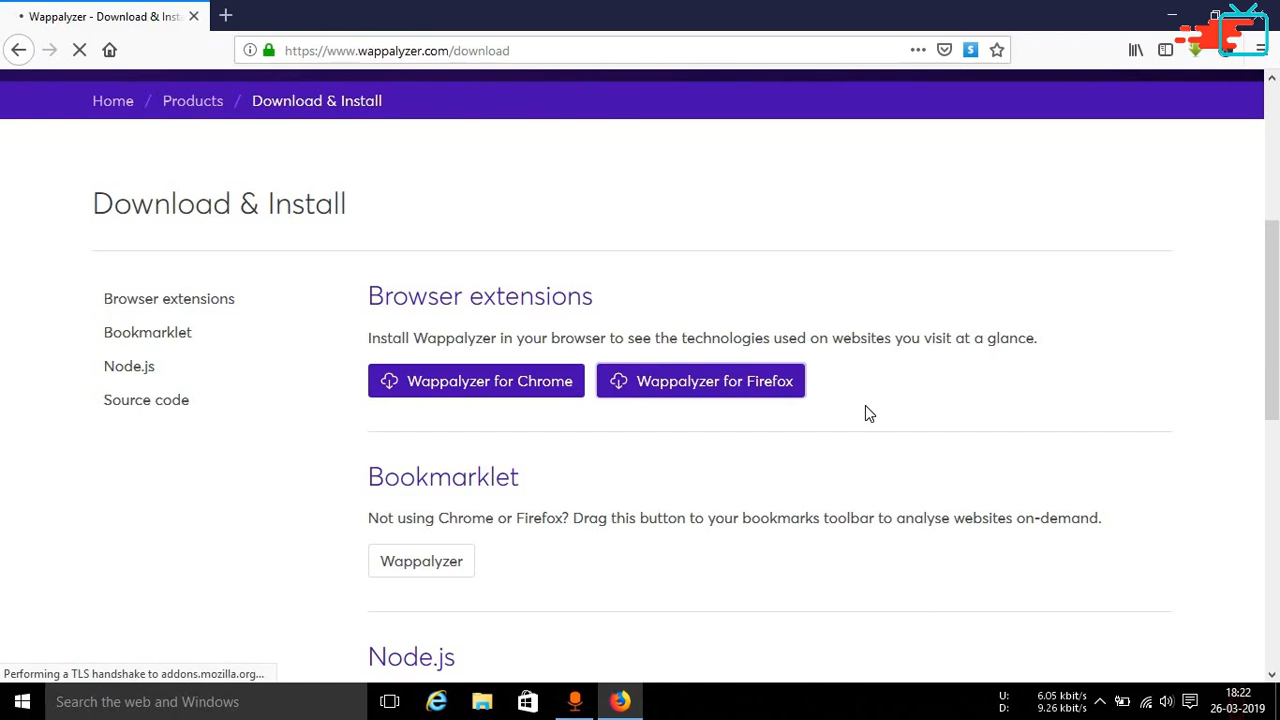 Wappalyzer - Download & Insta
https://www.wappalyzer.com/download
Home / Products / Download & Install
Download & Install
Browser extensions
Bookmarklet
Node.js
Source code
Browser extensions
Install Wappalyzer in your browser to see the technologies used on websites you visit at a glance.
Wappalyzer for Chrome
Wappalyzer for Firefox
Bookmarklet
Not using Chrome or Firefox? Drag this button to your bookmarks toolbar to analyse websites on-demand.
Wappalyzer
Node.js
Performing a TLS handshake to addons.mozilla.org...
Search the web and Windows
U: 6.05 kbit/s
D: 9.26 kbit/s
18:22
26-03-2019